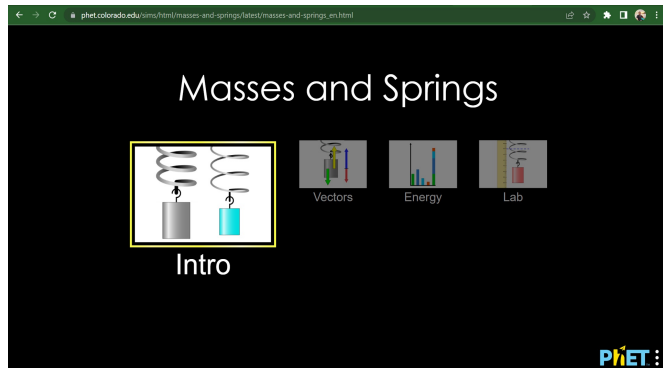 phet.colorado.edu/sims/html/masses-and-springs/latest/masses-and-springs_en.html
Masses and Springs
Intro
Vectors
Energy
Lab
PhET